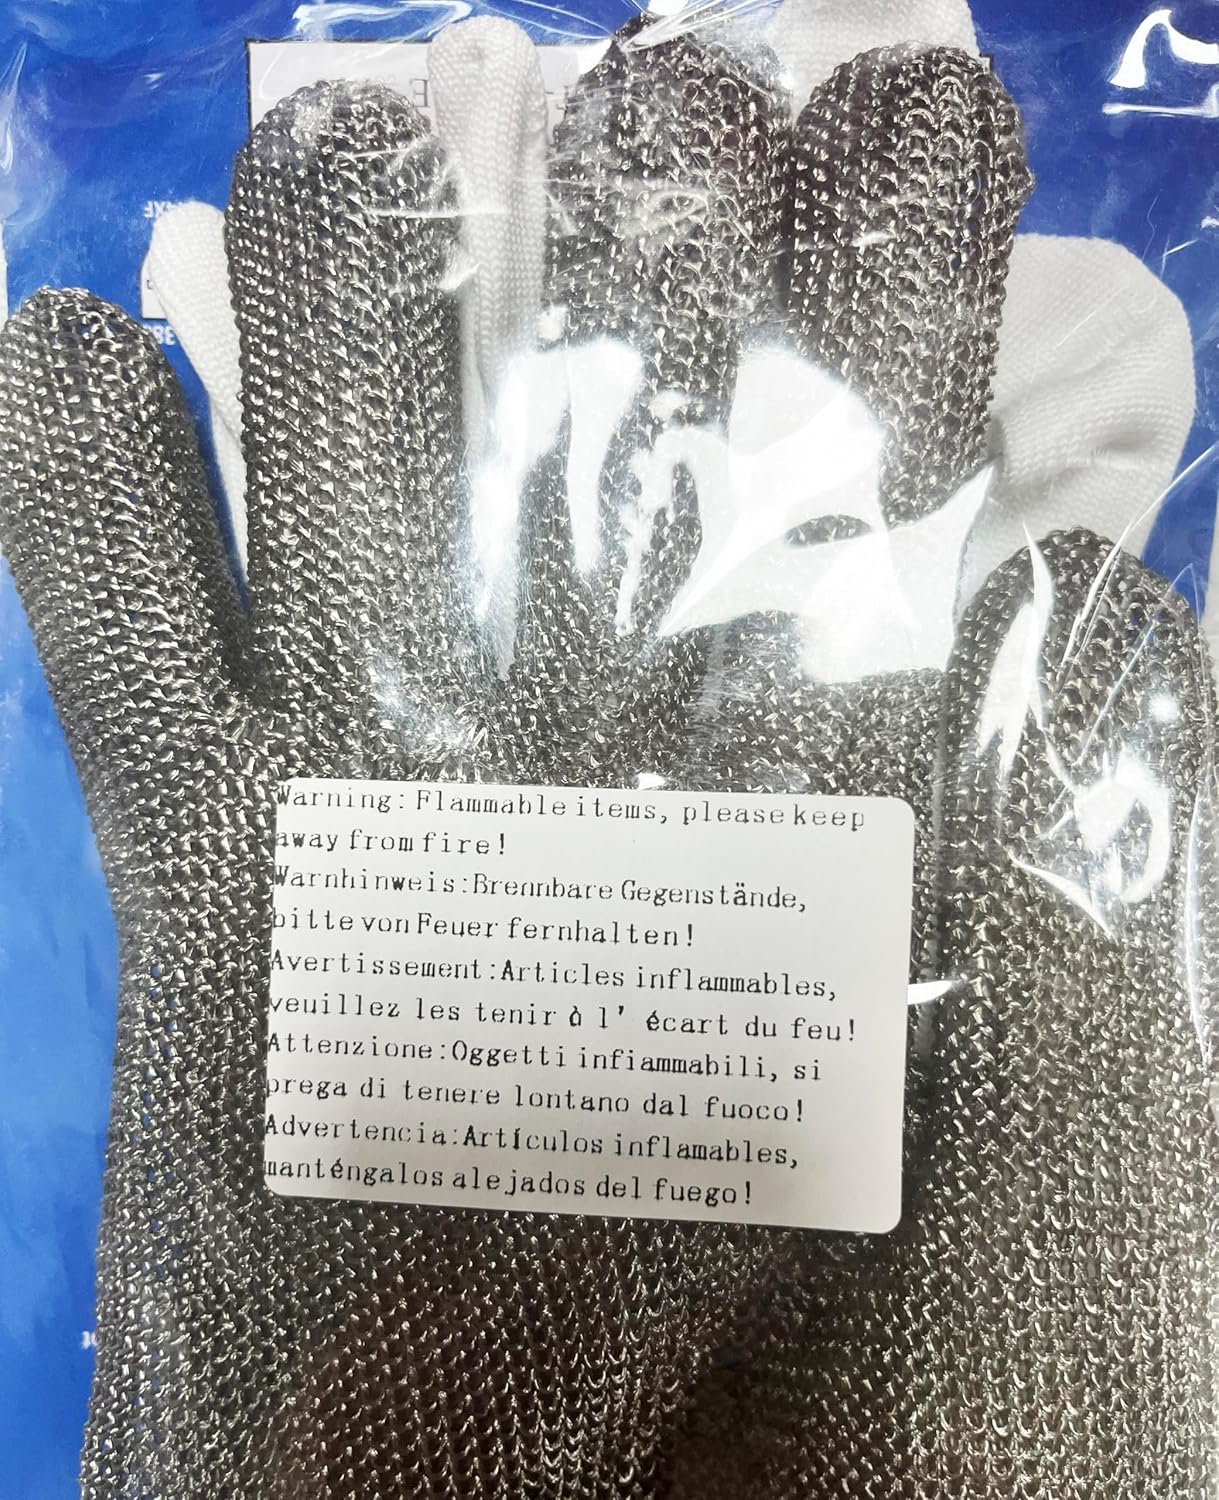 Warning: Flammable items, please keep
away from fire!
Warnhinweis:Brennbare Gegenstände,
bitte von Feuer fernhalten!
Avertissement:Articles inflammables,
veuillez les tenir à l' écart du feu!
Attenzione:Oggetti infiammabili, si
prega di tenere lontano dal fuoco!
Advertencia:Artículos inflamables,
manténgalos alejados del fuego!